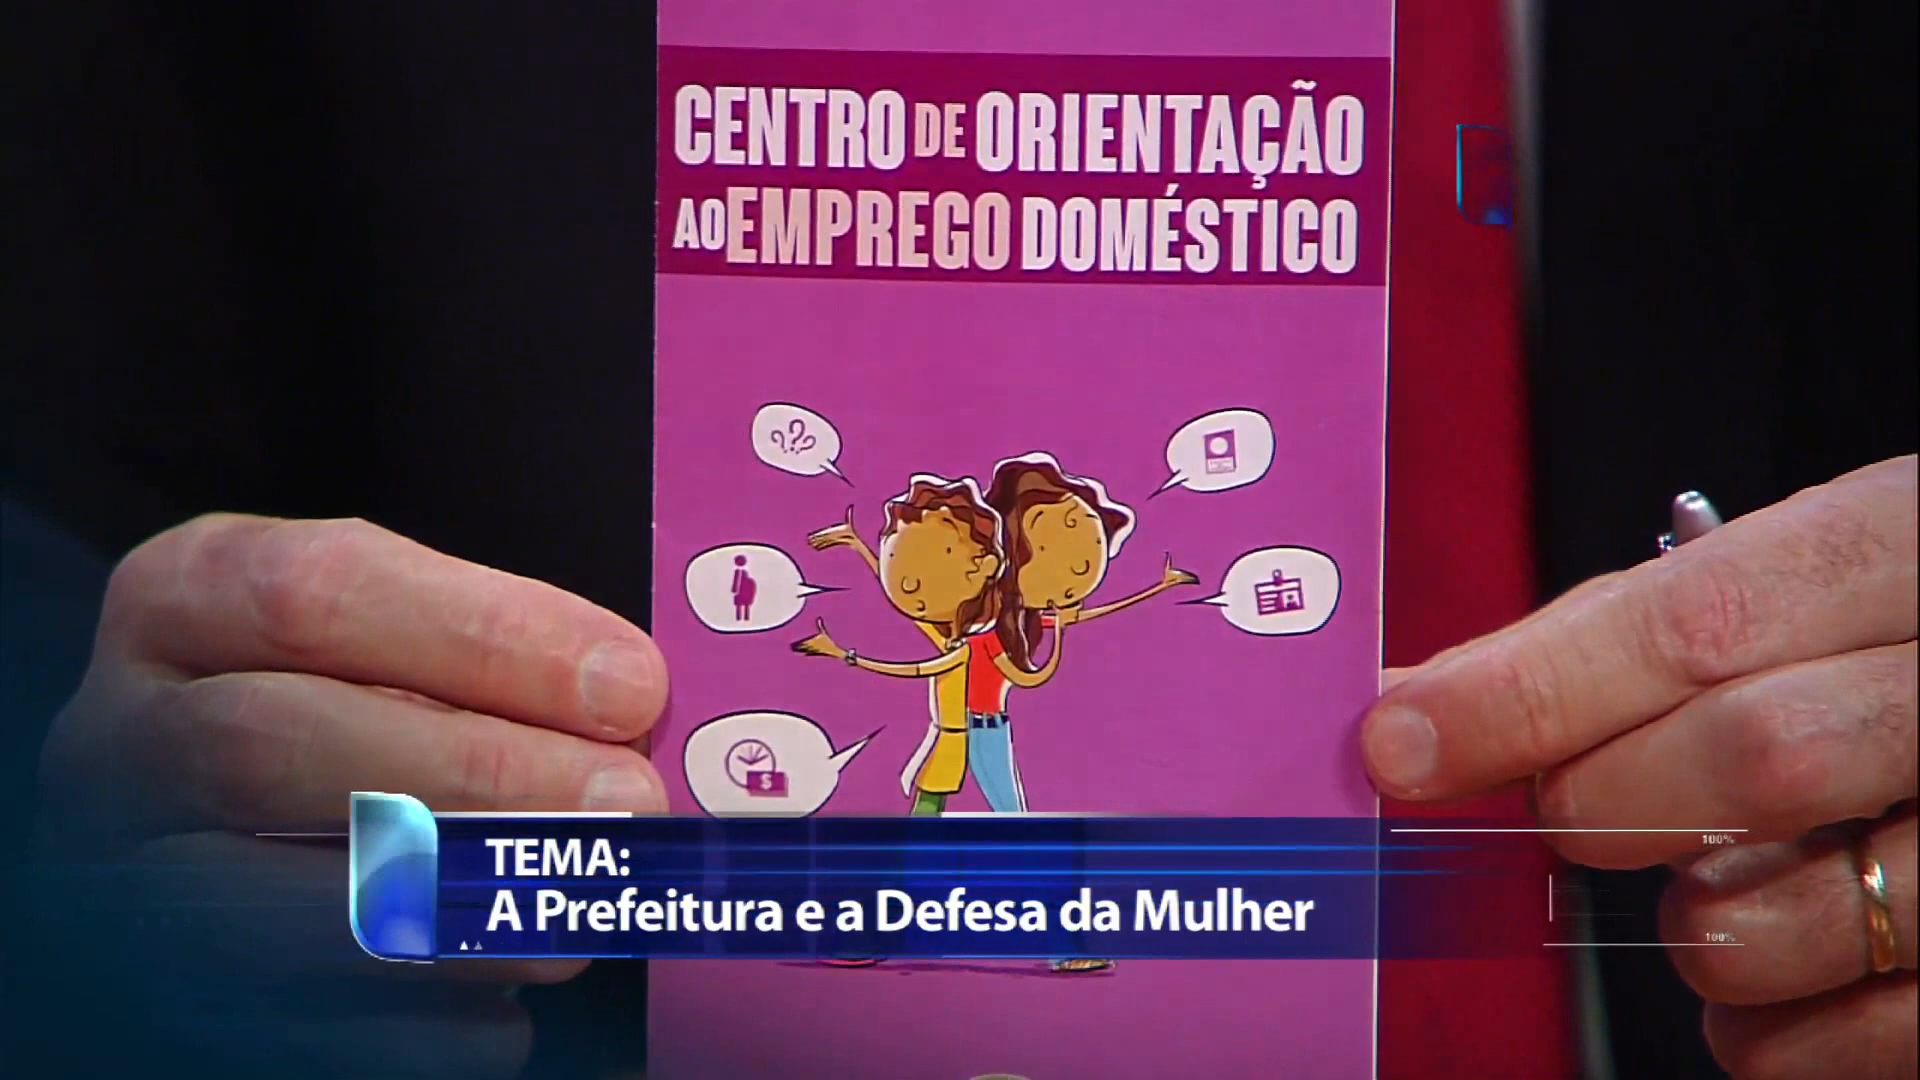 CENTRO DE ORIENTAÇÃO
AO EMPREGO DOMÉSTICO
???
$
TEMA:
A Prefeitura e a Defesa da Mulher
100%
100%